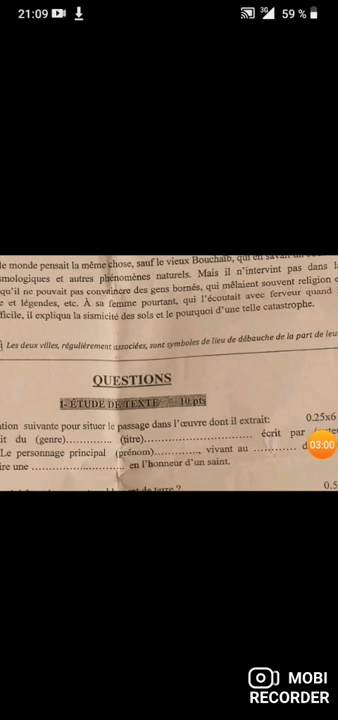 21:09
3G
59 %
le monde pensait la même chose, sauf le vieux Bouchaïb, qui en savait un
smologiques et autres phénomènes naturels. Mais il n'intervint pas dans l
qu'il ne pouvait pas convaincre des gens bornés, qui mêlaient souvent religion e
e et légendes, etc. À sa femme pourtant, qui l'écoutait avec ferveur quand
ficile, il expliqua la sismicité des sols et le pourquoi d'une telle catastrophe.
Les deux villes, régulièrement associées, sont symboles de lieu de débauche de la part de leu
QUESTIONS
I- ÉTUDE DE TEXTE 10 pts
tion suivante pour situer le passage dans l'œuvre dont il extrait: 0.25x6
it du (genre)............. (titre)................................ écrit par
Le personnage principal (prénom)............., vivant au ............ d
03:00
ire une .......................... en l'honneur d'un saint.
de terre ?
0.5
MOBI
RECORDER